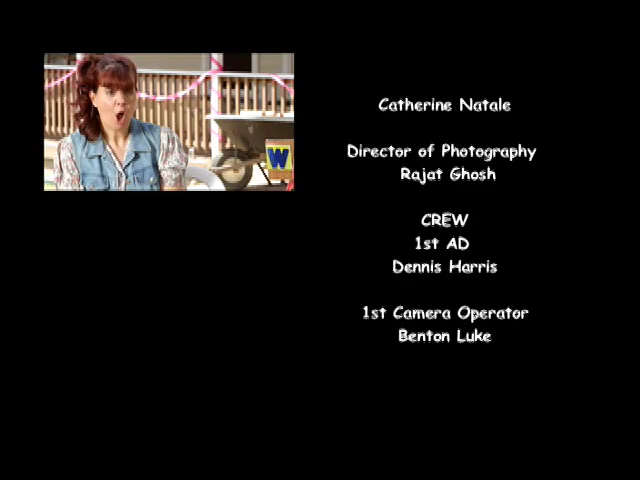 W
Catherine Natale
Director of Photography
Rajat Ghosh
CREW
1st AD
Dennis Harris
1st Camera Operator
Benton Luke